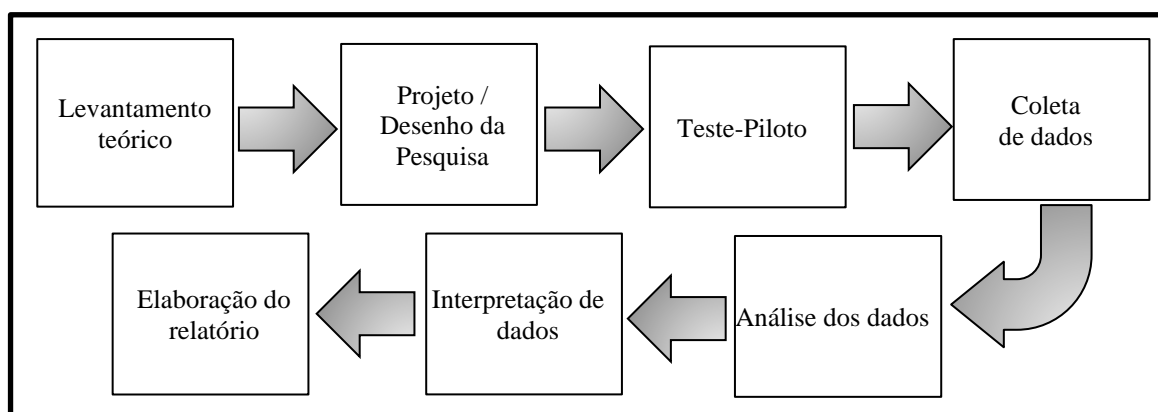 Levantamento
teórico
Projeto /
Desenho da
Pesquisa
Teste-Piloto
Coleta
de dados
Análise dos dados
Interpretação de
dados
Elaboração do
relatório